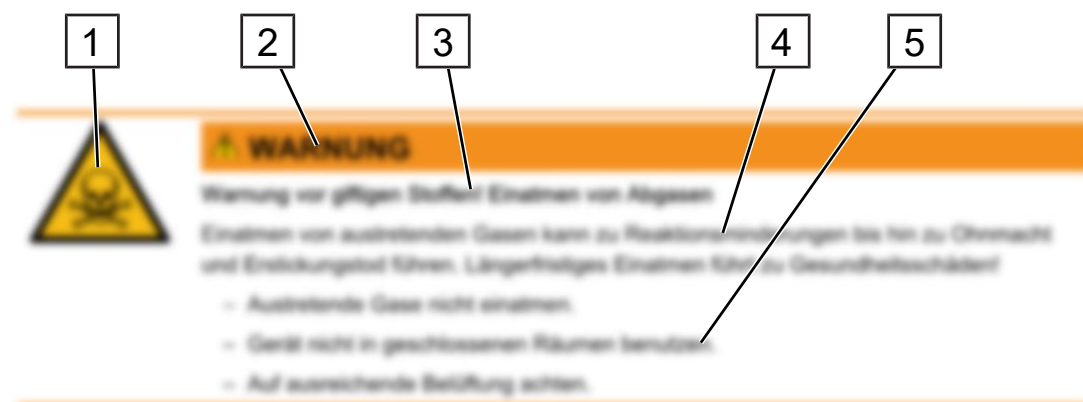 1 2 3 4 5
WARNUNG
Warnung vor giftigen Stoffen! Einatmen von Abgasen
Einatmen von austretenden Gasen kann zu Reaktionsminderungen bis hin zu Ohnmacht
und Erstickungstod führen. Längerfristiges Einatmen führt zu Gesundheitsschäden!
– Austretende Gase nicht einatmen.
– Gerät nicht in geschlossenen Räumen benutzen.
– Auf ausreichende Belüftung achten.